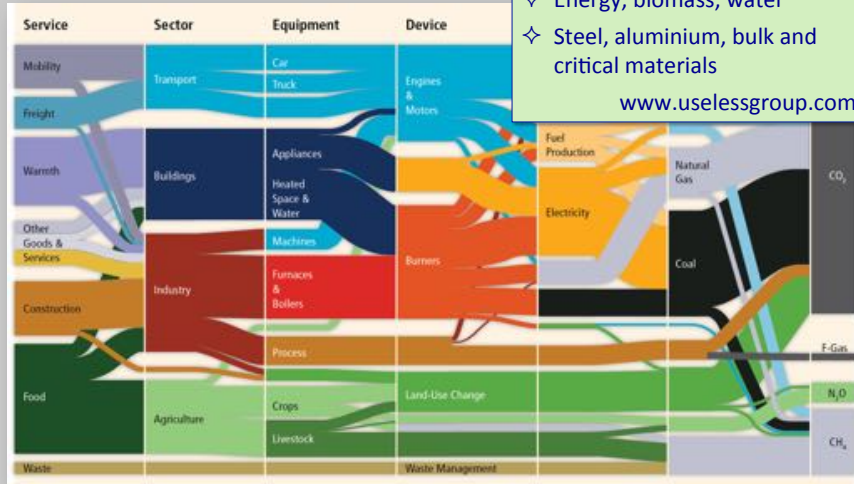 Energy, biomass, water
Steel, aluminium, bulk and
critical materials
www.uselessgroup.com
Service
Sector
Equipment
Device
Mobility
Freight
Warmth
Other
Goods &
Services
Construction
Food
Waste
Transport
Buildings
Industry
Agriculture
Car
Truck
Appliances
Heated
Space &
Water
Machines
Furnaces
&
Boilers
Process
Crops
Livestock
Engines
&
Motors
Burners
Land-Use Change
Waste Management
Fuel
Production
Electricity
Natural
Gas
Coal
CO₂
F-Gas
N₂O
CH₄